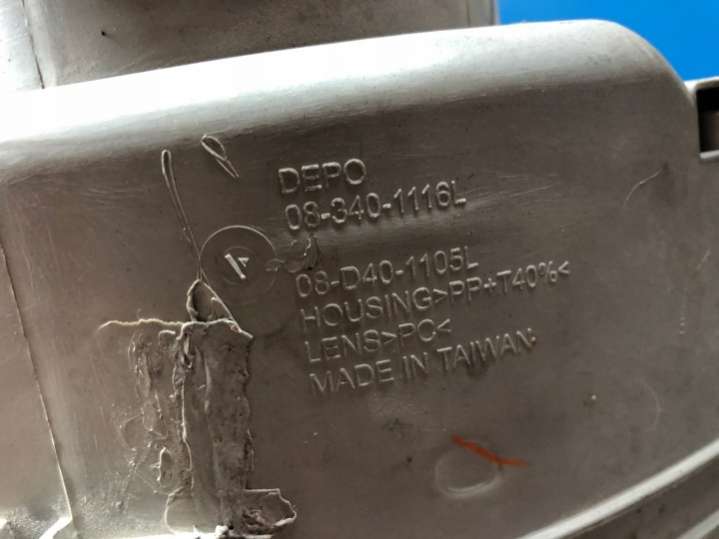 DEPO
08-340-1116L
08-D40-1105L
HOUSING>PP+T40%<
LENS>PC<
MADE IN TAIWAN